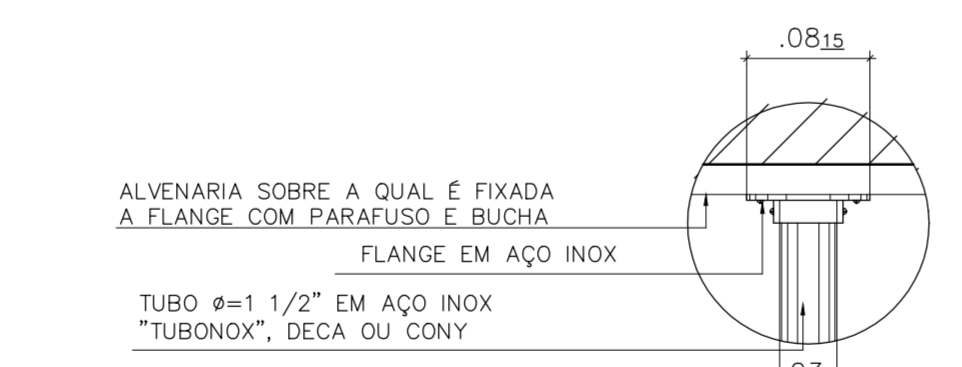 .0815
ALVENARIA SOBRE A QUAL É FIXADA
A FLANGE COM PARAFUSO E BUCHA
FLANGE EM AÇO INOX
TUBO ø=1 1/2" EM AÇO INOX
"TUBONOX", DECA OU CONY